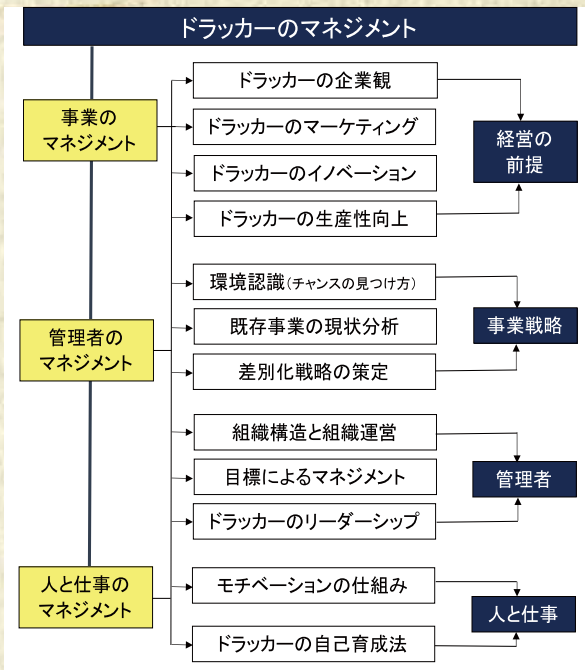 ドラッカーのマネジメント
事業の
マネジメント
ドラッカーの企業観
ドラッカーのマーケティング
ドラッカーのイノベーション
ドラッカーの生産性向上
経営の
前提
管理者の
マネジメント
環境認識(チャンスの見つけ方)
既存事業の現状分析
差別化戦略の策定
事業戦略
組織構造と組織運営
目標によるマネジメント
ドラッカーのリーダーシップ
管理者
人と仕事の
マネジメント
モチベーションの仕組み
ドラッカーの自己育成法
人と仕事